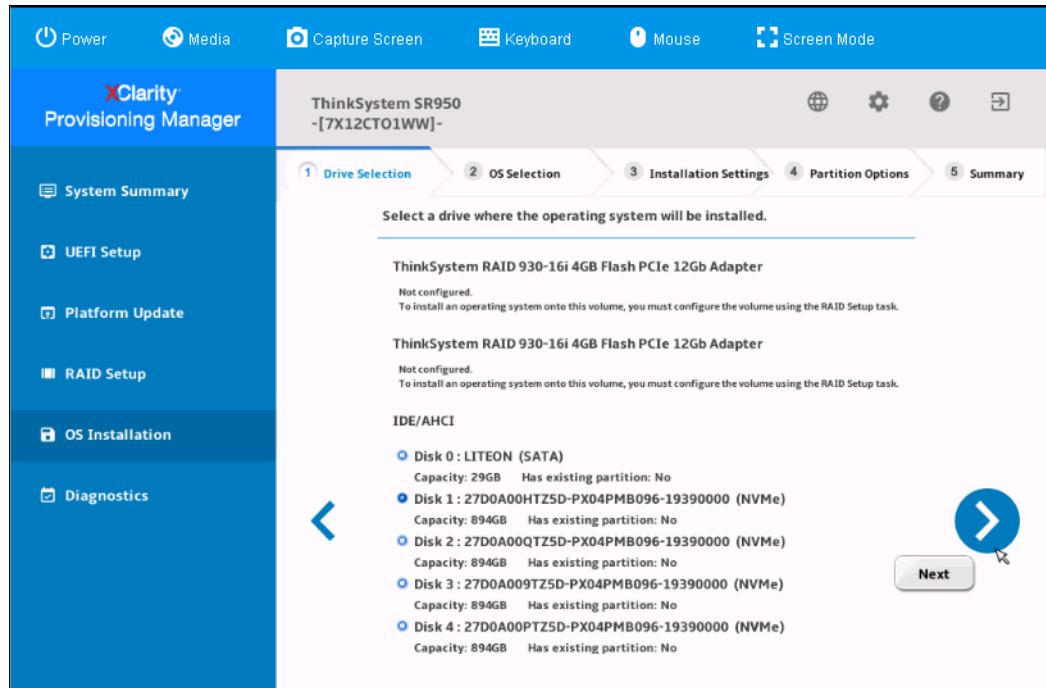 Power Media Capture Screen Keyboard Mouse Screen Mode
XClarity
Provisioning Manager
ThinkSystem SR950
-[7X12CTO1WW]-
System Summary
UEFI Setup
Platform Update
RAID Setup
OS Installation
Diagnostics
1 Drive Selection 2 OS Selection 3 Installation Settings 4 Partition Options 5 Summary
Select a drive where the operating system will be installed.
ThinkSystem RAID 930-16i 4GB Flash PCIe 12Gb Adapter
Not configured.
To install an operating system onto this volume, you must configure the volume using the RAID Setup task.
ThinkSystem RAID 930-16i 4GB Flash PCIe 12Gb Adapter
Not configured.
To install an operating system onto this volume, you must configure the volume using the RAID Setup task.
IDE/AHCI
Disk 0 : LITEON (SATA)
Capacity: 29GB Has existing partition: No
Disk 1 : 27D0A00HTZ5D-PX04PMB096-19390000 (NVMe)
Capacity: 894GB Has existing partition: No
Disk 2 : 27D0A00QTZ5D-PX04PMB096-19390000 (NVMe)
Capacity: 894GB Has existing partition: No
Disk 3 : 27D0A009TZ5D-PX04PMB096-19390000 (NVMe)
Capacity: 894GB Has existing partition: No
Disk 4 : 27D0A00PTZ5D-PX04PMB096-19390000 (NVMe)
Capacity: 894GB Has existing partition: No
Next